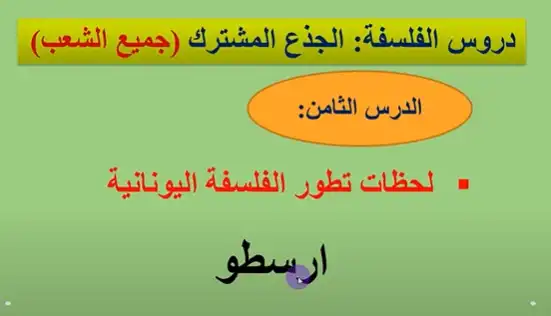 دروس الفلسفة: الجذع المشترك (جميع الشعب)
الدرس الثامن:
▪ لحظات تطور الفلسفة اليونانية
ارسطو